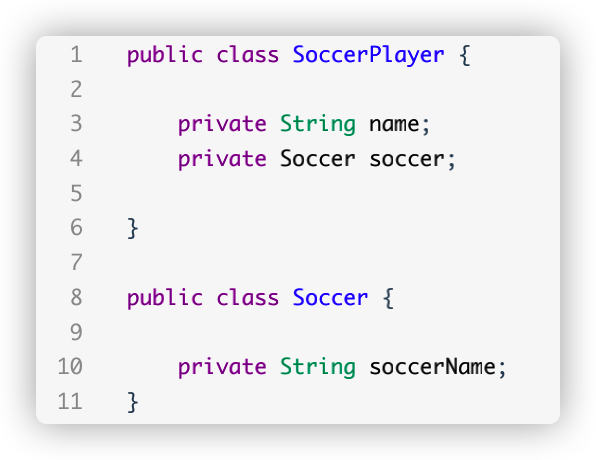 1 public class SoccerPlayer {
2
3 private String name;
4 private Soccer soccer;
5
6 }
7
8 public class Soccer {
9
10 private String soccerName;
11 }